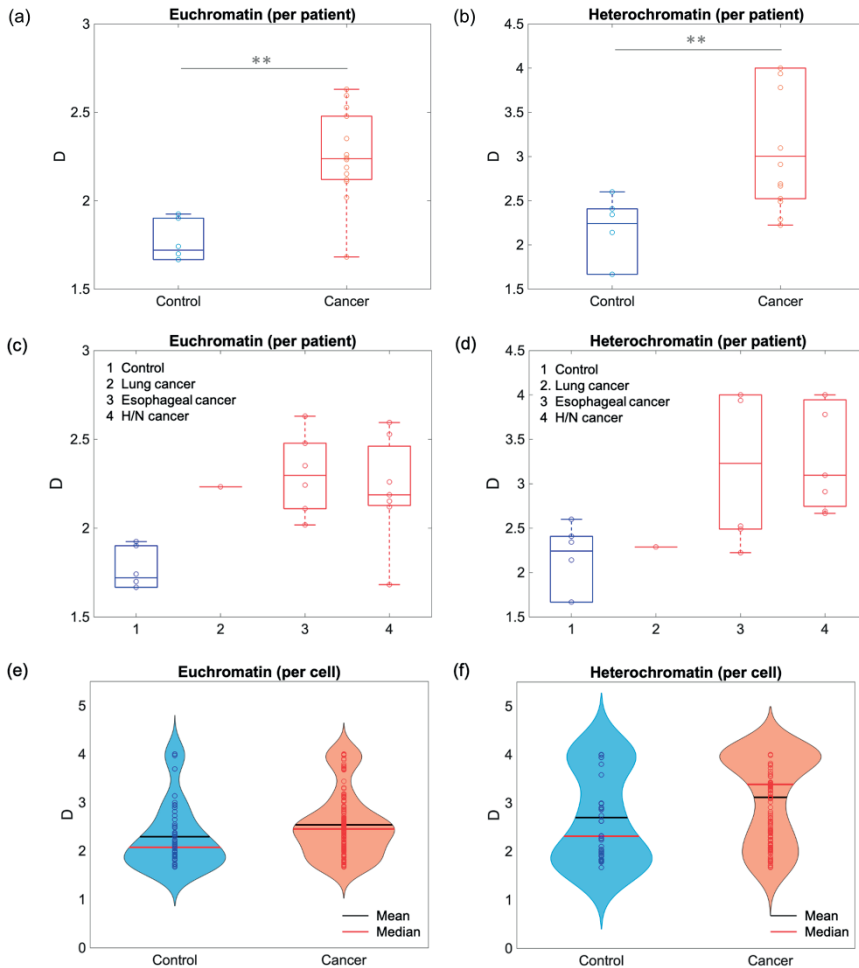 (a)
Euchromatin (per patient)
3
2.5
2
1.5
D
**
Control
Cancer
(b)
Heterochromatin (per patient)
4.5
4
3.5
3
2.5
2
1.5
D
**
Control
Cancer
(c)
Euchromatin (per patient)
3
2.5
2
1.5
D
1 Control
2 Lung cancer
3 Esophageal cancer
4 H/N cancer
1 2 3 4
(d)
Heterochromatin (per patient)
4.5
4
3.5
3
2.5
2
1.5
D
1 Control
2. Lung cancer
3 Esophageal cancer
4 H/N cancer
1 2 3 4
(e)
Euchromatin (per cell)
5
4
3
2
1
0
D
Mean
Median
Control
Cancer
(f)
Heterochromatin (per cell)
5
4
3
2
1
0
D
Mean
Median
Control
Cancer